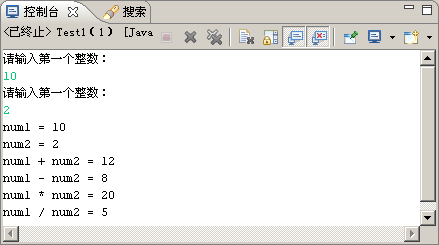 控制台 搜索
<已终止> Test1 (1) [Java
请输入第一个整数：
10
请输入第一个整数：
2
num1 = 10
num2 = 2
num1 + num2 = 12
num1 - num2 = 8
num1 * num2 = 20
num1 / num2 = 5